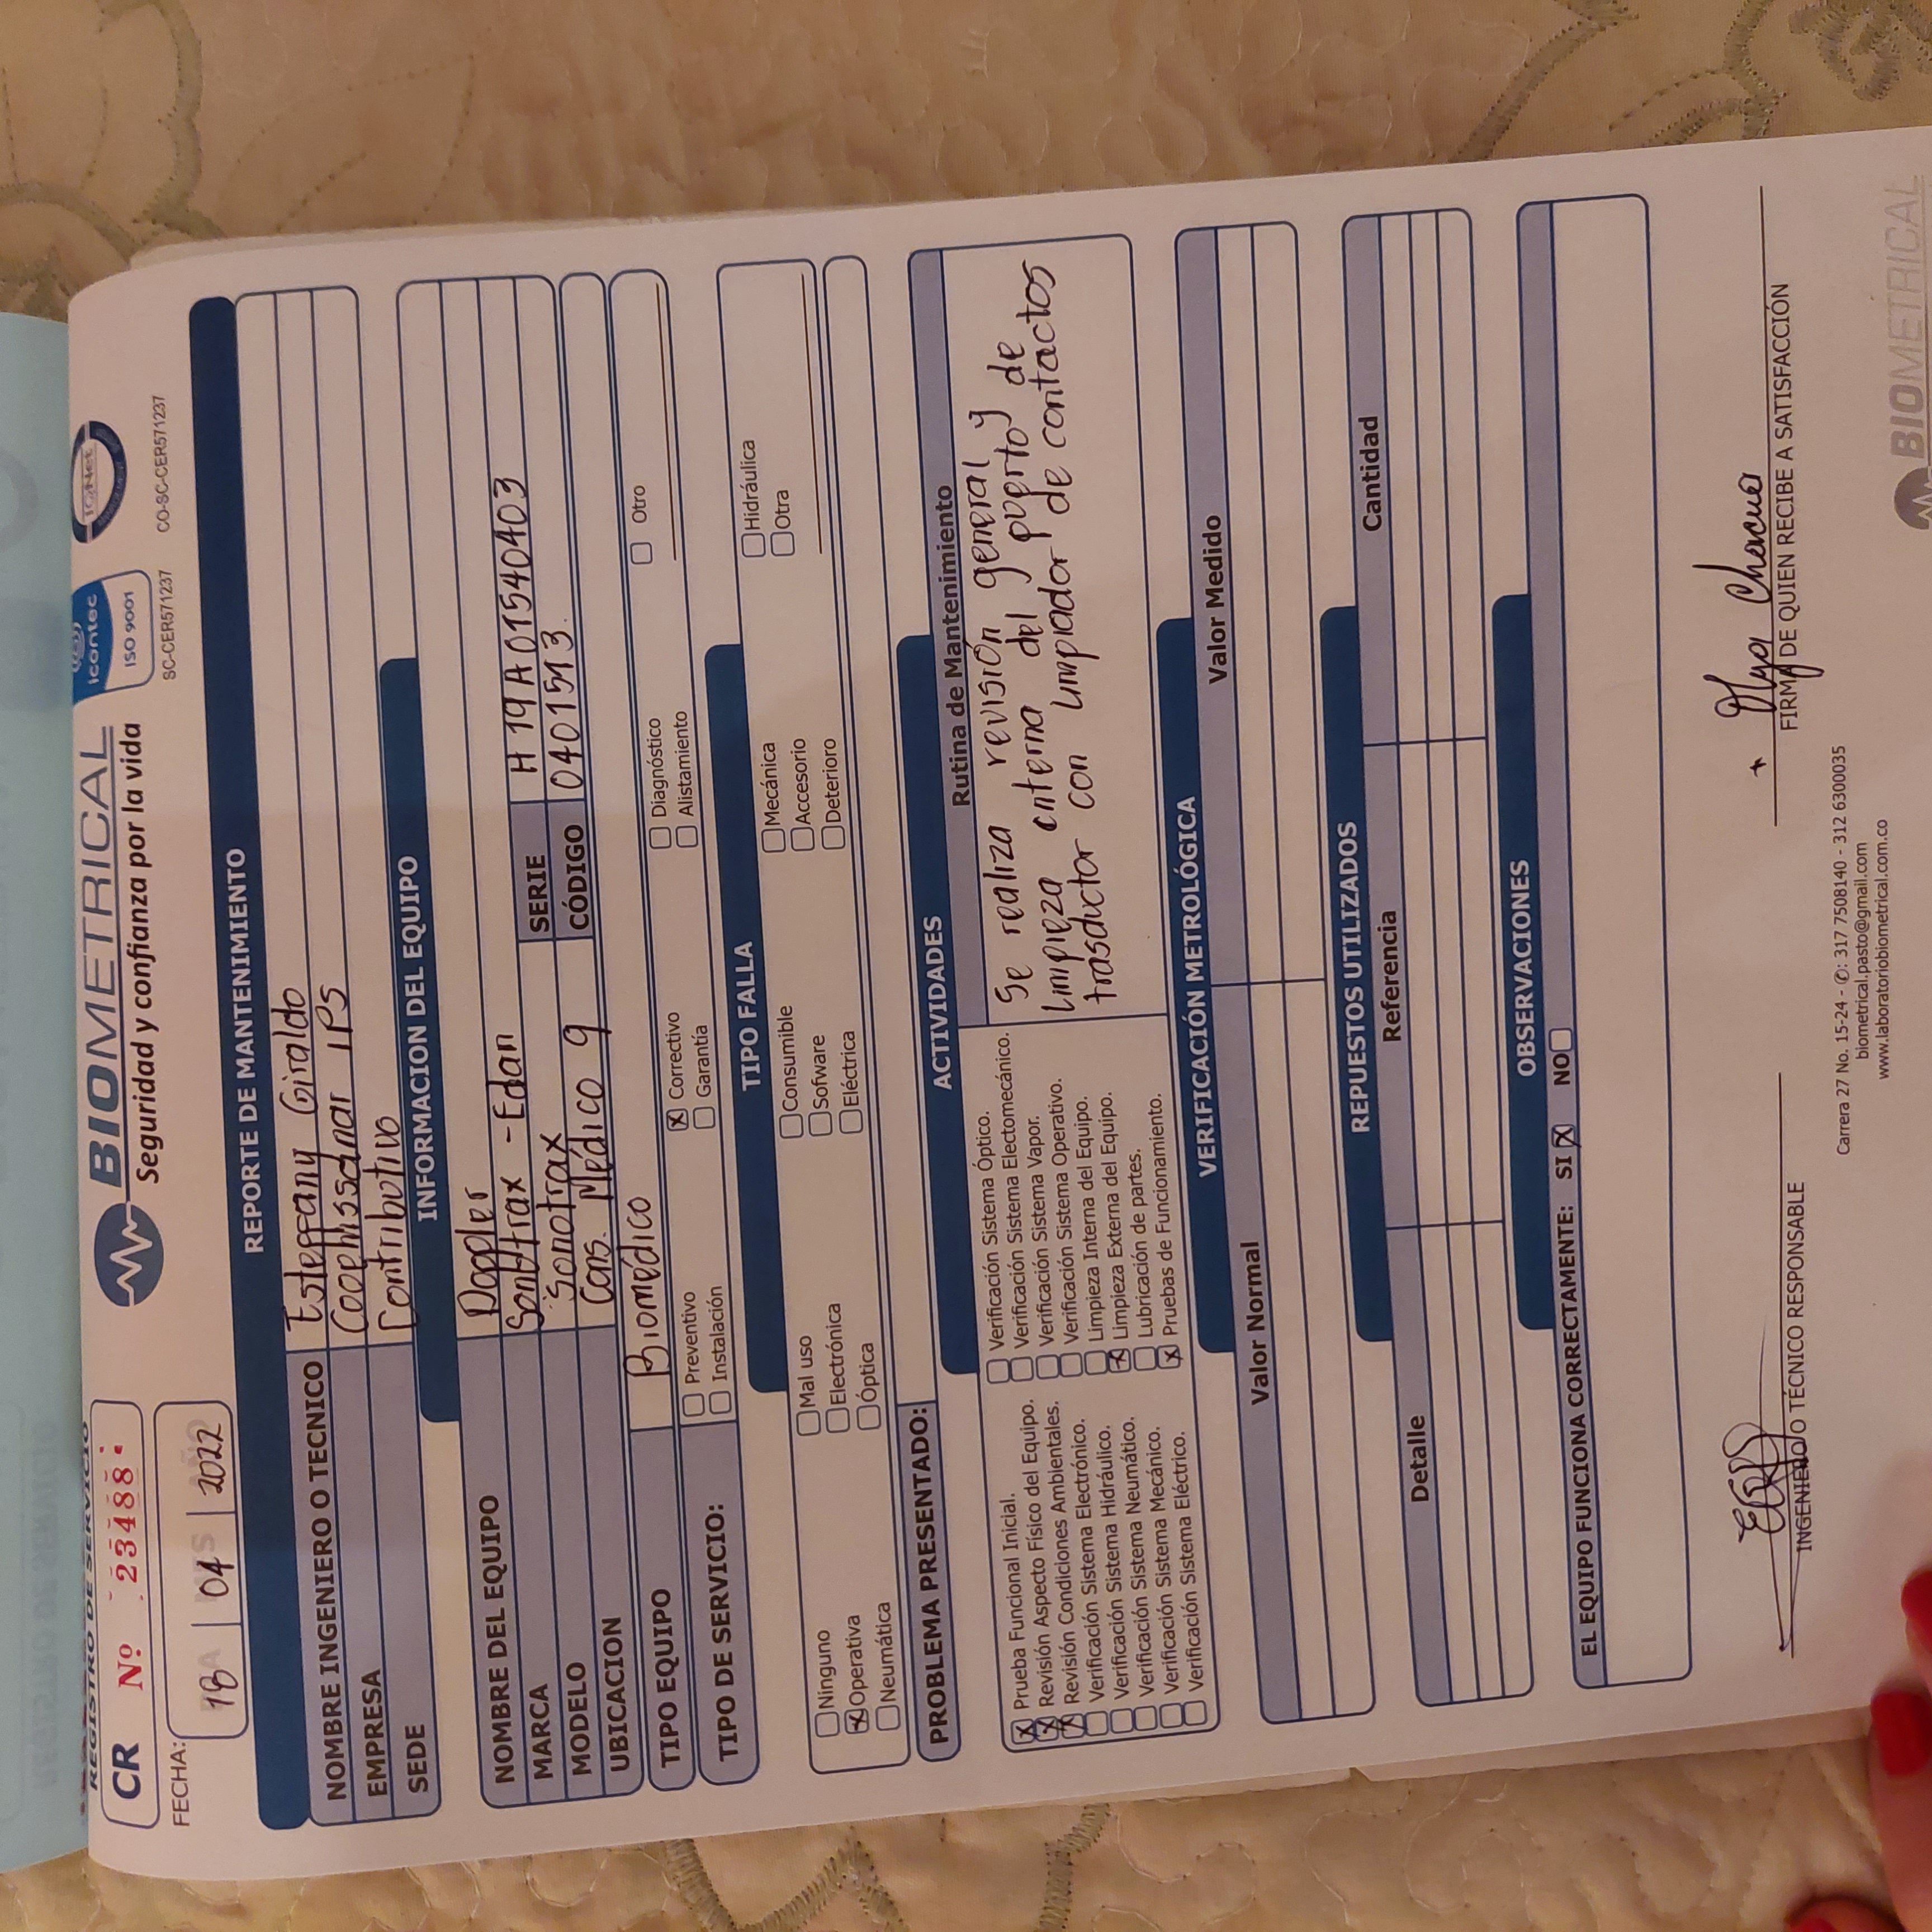 REGISTRO DE SERVICIO
CR Nº 23488
BIOMETRICAL
Seguridad y confianza por la vida
icontec
ISO 9001
SC-CER571237
IQNet
CO-SC-CER571237
FECHA: 18 04 2022
REPORTE DE MANTENIMIENTO
NOMBRE INGENIERO O TECNICO Esteffany Giraldo
EMPRESA Coophissanar IPS
SEDE Contributivo
INFORMACION DEL EQUIPO
NOMBRE DEL EQUIPO Doppler
MARCA Sonotrax - Edan SERIE H19A01540403
MODELO Sonotrax CÓDIGO 0401513.
UBICACION Cons. Médico 9
TIPO EQUIPO Biomédico
TIPO DE SERVICIO: Preventivo Correctivo Diagnóstico Otro
Instalación Garantía Alistamiento
TIPO FALLA
Ninguno Mal uso Consumible Mecánica Hidráulica
Operativa Electrónica Sofware Accesorio Otra
Neumática Óptica Eléctrica Deterioro
PROBLEMA PRESENTADO:
ACTIVIDADES
Prueba Funcional Inicial.
Revisión Aspecto Físico del Equipo.
Revisión Condiciones Ambientales.
Verificación Sistema Electrónico.
Verificación Sistema Hidráulico.
Verificación Sistema Neumático.
Verificación Sistema Mecánico.
Verificación Sistema Eléctrico.
Verificación Sistema Óptico.
Verificación Sistema Electomecánico.
Verificación Sistema Vapor.
Verificación Sistema Operativo.
Limpieza Interna del Equipo.
Limpieza Externa del Equipo.
Lubricación de partes.
Pruebas de Funcionamiento.
Rutina de Mantenimiento
Se realiza revisión general y
limpieza enterna del puerto de
trasductor con limpiador de contactos
VERIFICACIÓN METROLÓGICA
Valor Normal Valor Medido
REPUESTOS UTILIZADOS
Detalle Referencia Cantidad
OBSERVACIONES
EL EQUIPO FUNCIONA CORRECTAMENTE: SI NO
Olga Chacua
INGENIERO O TÉCNICO RESPONSABLE FIRMA DE QUIEN RECIBE A SATISFACCIÓN
Carrera 27 No. 15-24 - ✆: 317 7508140 - 312 6300035
biometrical.pasto@gmail.com
www.laboratoriobiometrical.com.co
BIOMETRICAL